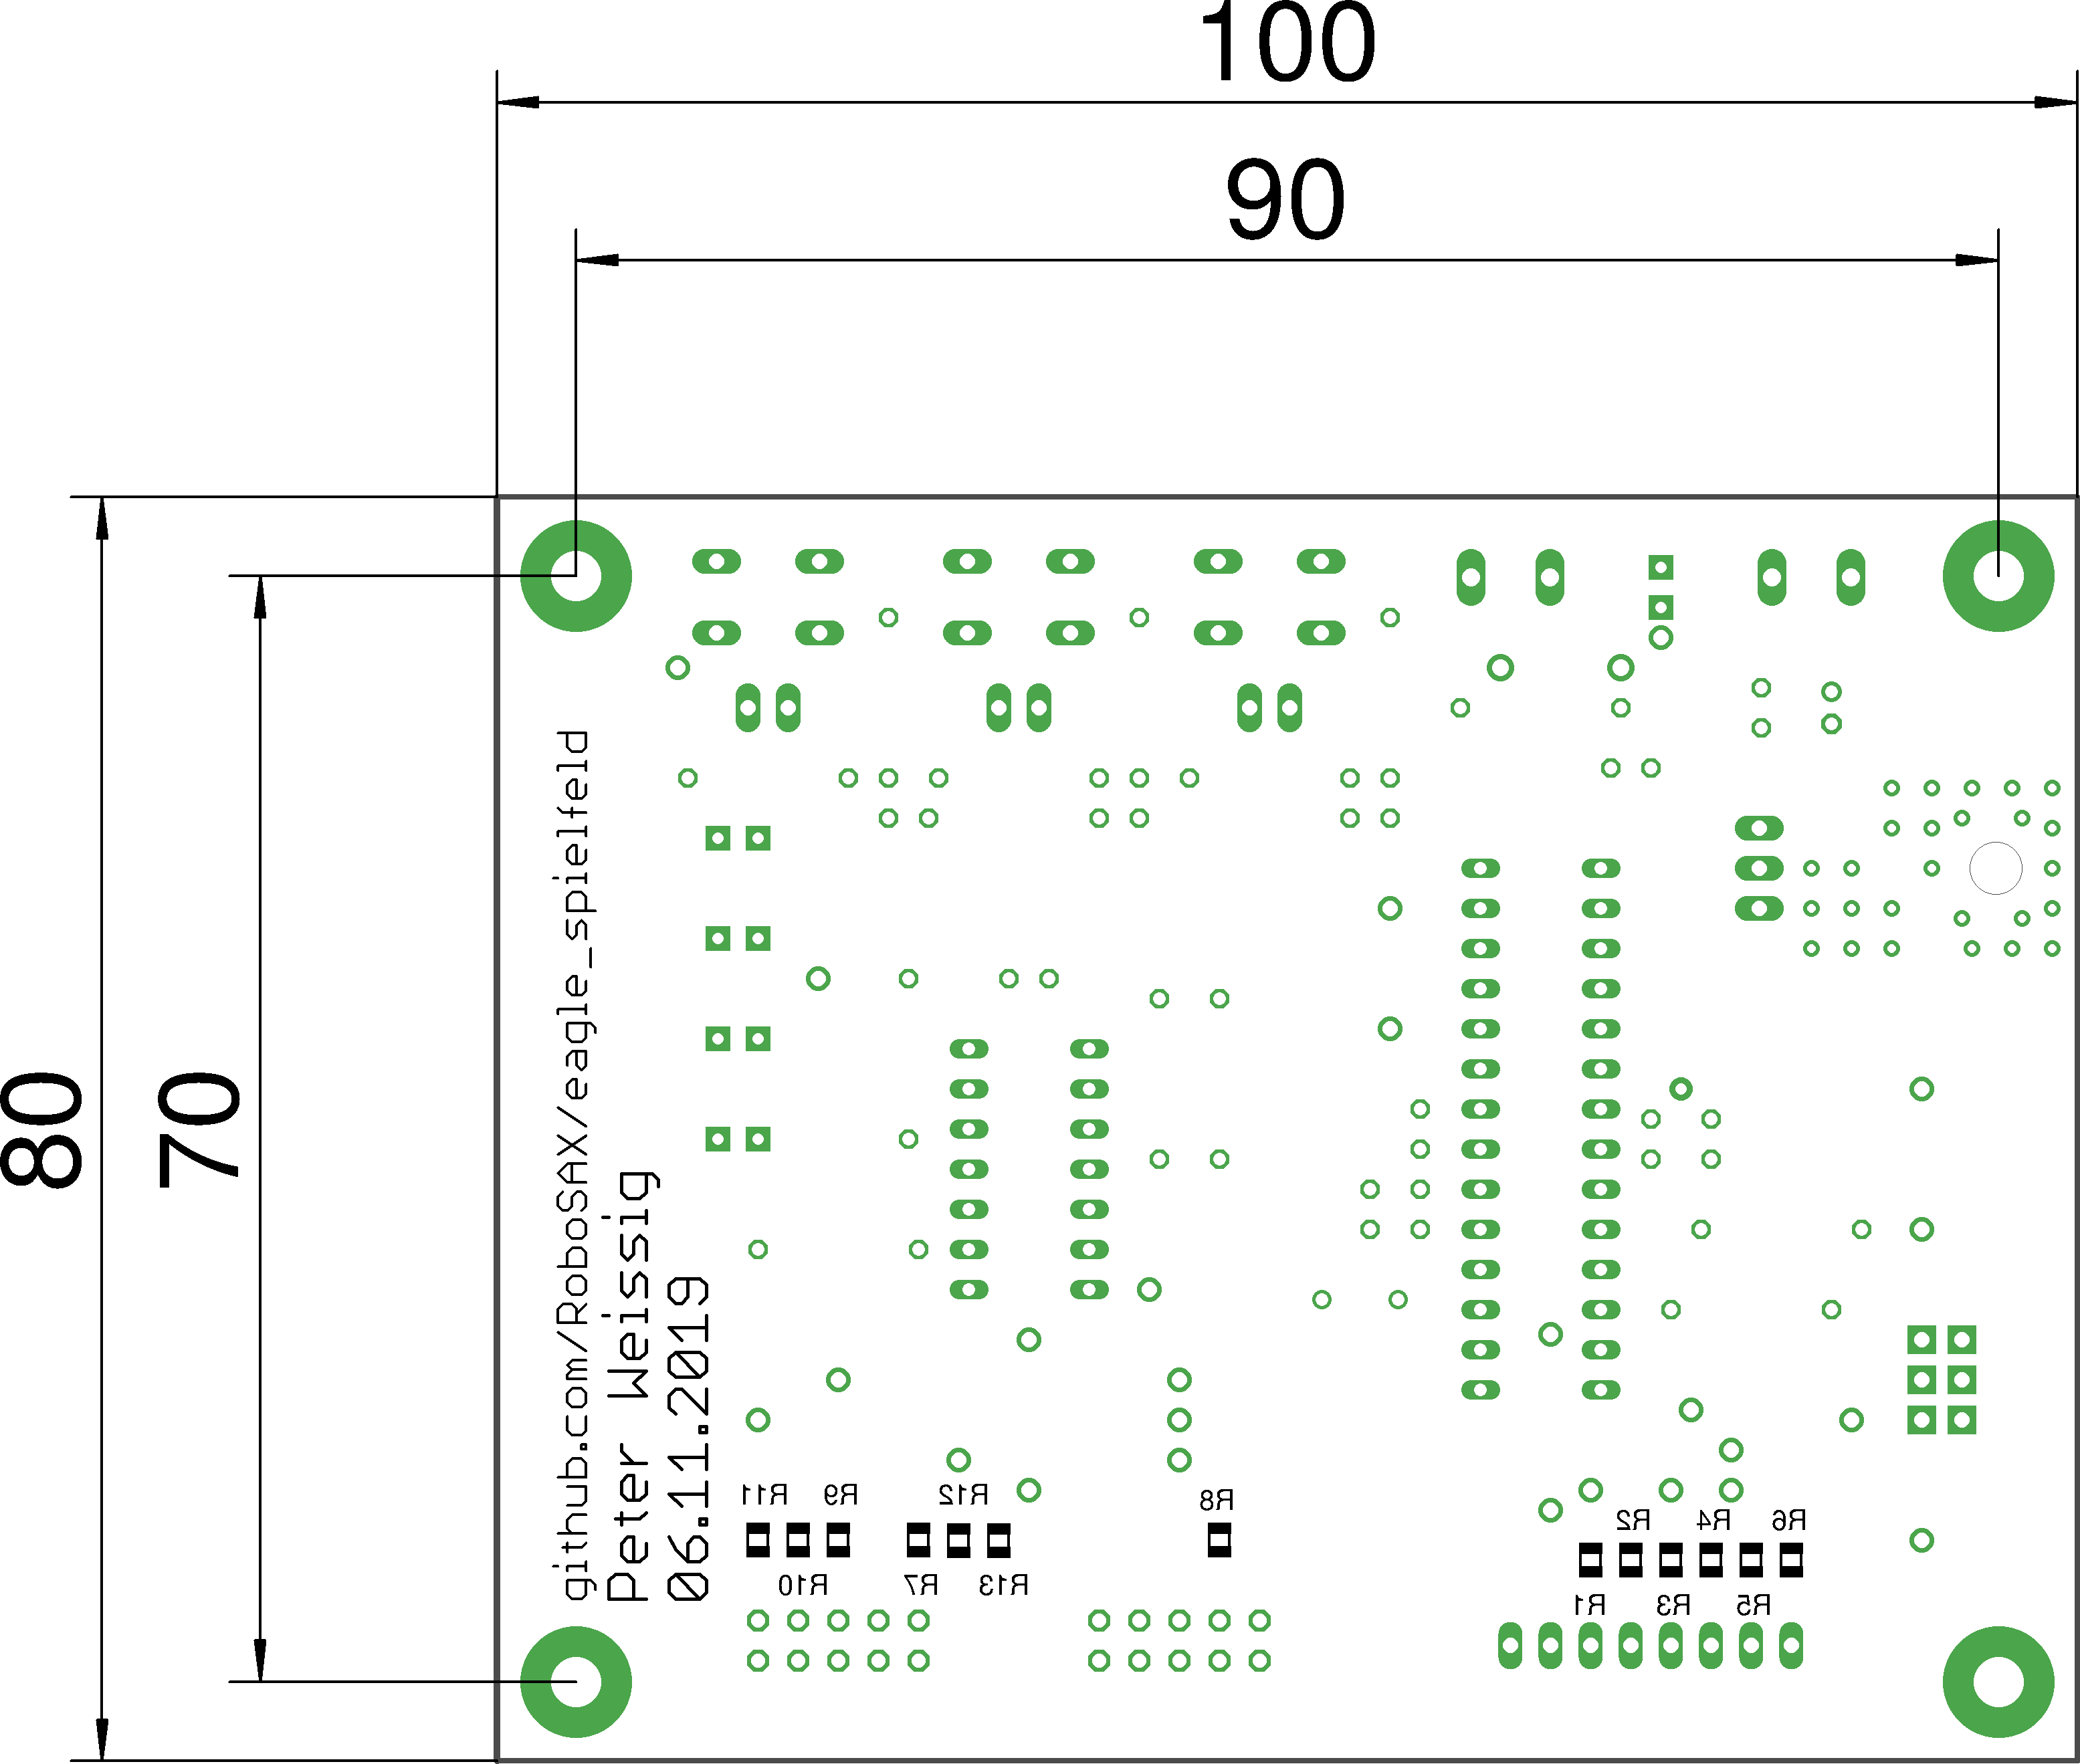 100
90
80
70
github.com/RoboSAX/eagle_spielfeld
Peter Weissig
06.11.2019
R11 R9 R12 R8
R10 R7 R13
R2 R4 R6
R1 R3 R5